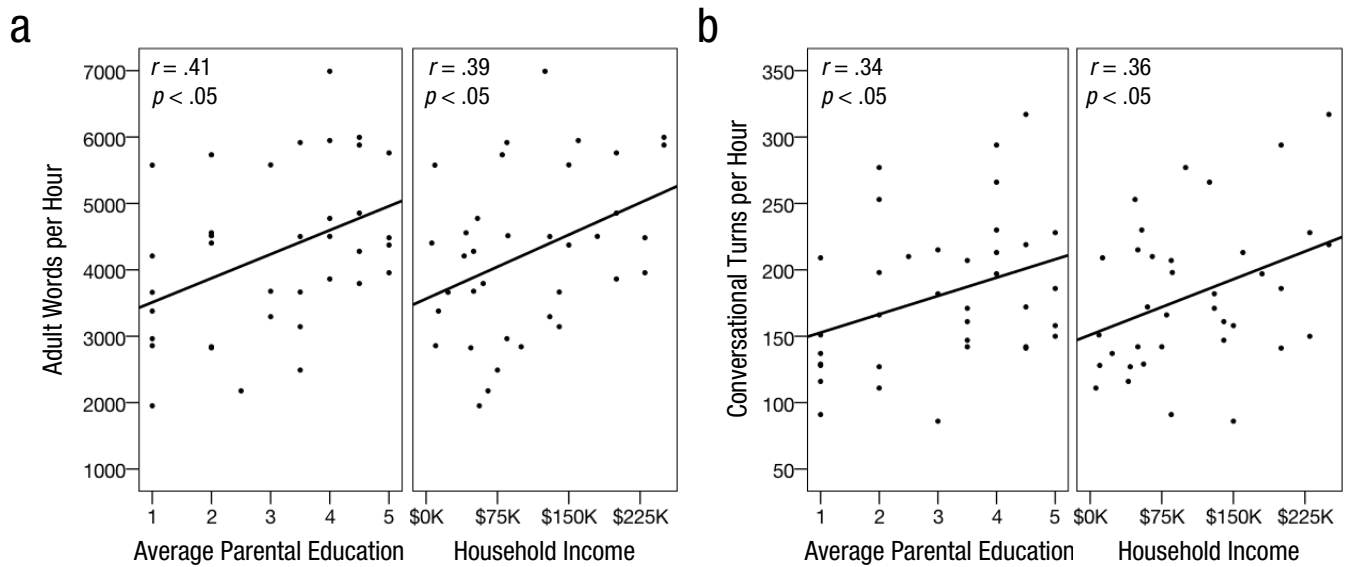 a
r = .41
p < .05
r = .39
p < .05
7000
6000
5000
4000
3000
2000
1000
Adult Words per Hour
1 2 3 4 5
$0K $75K $150K $225K
Average Parental Education
Household Income
b
r = .34
p < .05
r = .36
p < .05
350
300
250
200
150
100
50
Conversational Turns per Hour
1 2 3 4 5
$0K $75K $150K $225K
Average Parental Education
Household Income